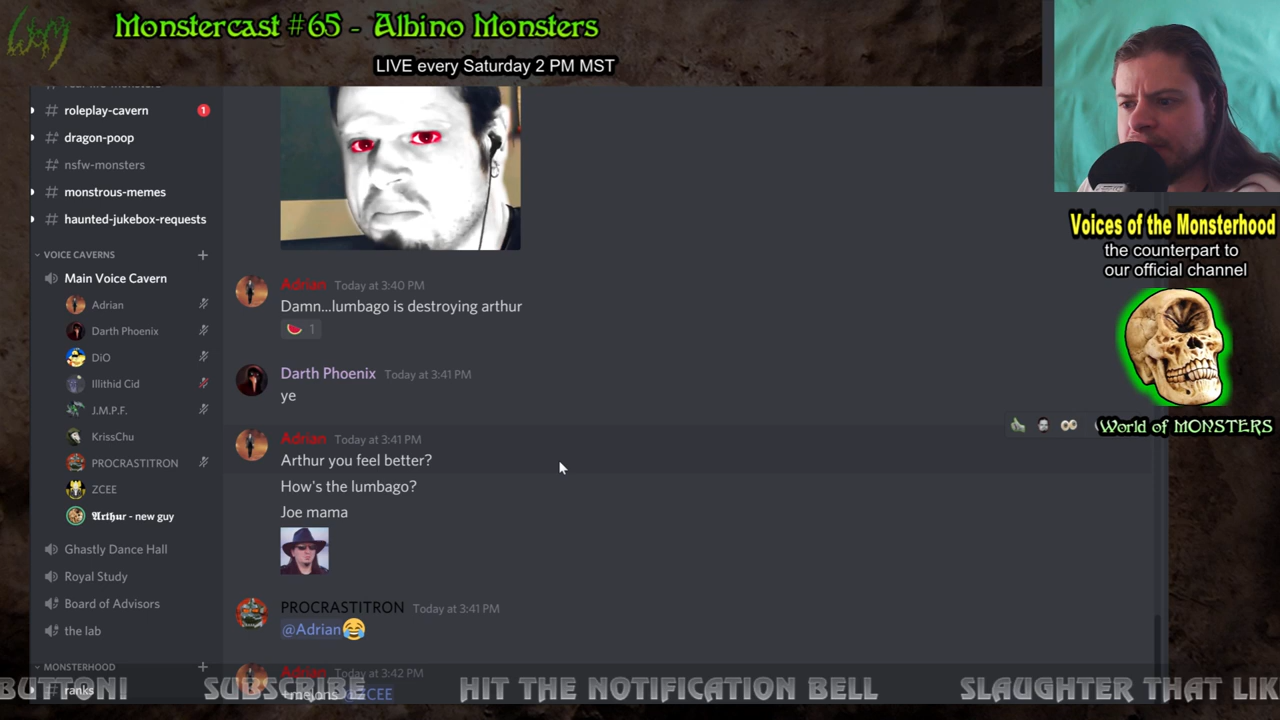 Monstercast #65 - Albino Monsters
LIVE every Saturday 2 PM MST
roleplay-cavern 1
dragon-poop
nsfw-monsters
monstrous-memes
haunted-jukebox-requests
VOICE CAVERNS
Main Voice Cavern
Adrian
Darth Phoenix
DiO
Illithid Cid
J.M.P.F.
KrissChu
PROCRASTITRON
ZCEE
𝕬𝖗𝖙𝖍𝖚𝖗 - new guy
Ghastly Dance Hall
Royal Study
Board of Advisors
the lab
MONSTERHOOD
ranks
Adrian Today at 3:40 PM
Damn...lumbago is destroying arthur
1
Darth Phoenix Today at 3:41 PM
ye
Adrian Today at 3:41 PM
Arthur you feel better?
How's the lumbago?
Joe mama
PROCRASTITRON Today at 3:41 PM
@Adrian😂
Adrian Today at 3:42 PM
Voices of the Monsterhood
the counterpart to
our official channel
World of MONSTERS
SUBSCRIBE HIT THE NOTIFICATION BELL SLAUGHTER THAT LIK